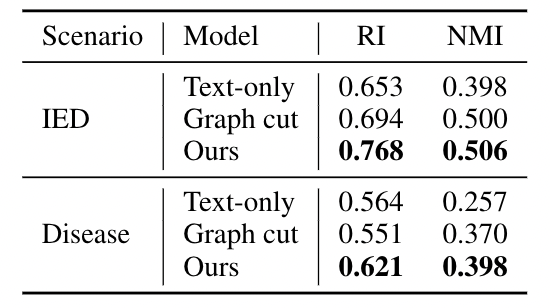 Scenario Model RI NMI
Text-only 0.653 0.398
IED Graph cut 0.694 0.500
Ours 0.768 0.506
Text-only 0.564 0.257
Disease Graph cut 0.551 0.370
Ours 0.621 0.398